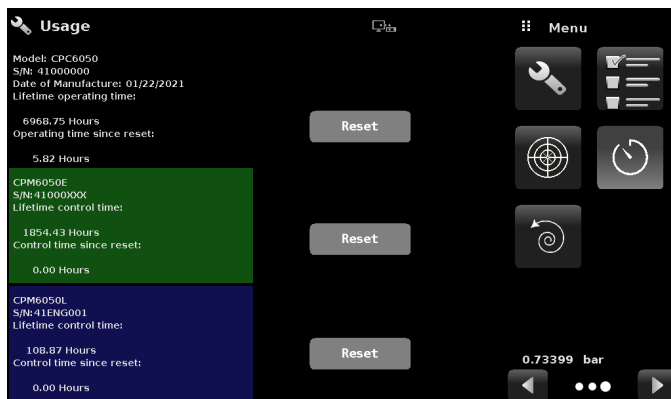 Usage
Model: CPC6050
S/N: 41000000
Date of Manufacture: 01/22/2021
Lifetime operating time:
6968.75 Hours
Operating time since reset:
5.82 Hours
Reset
CPM6050E
S/N:41000XXX
Lifetime control time:
1854.43 Hours
Control time since reset:
0.00 Hours
Reset
CPM6050L
S/N:41ENG001
Lifetime control time:
108.87 Hours
Control time since reset:
0.00 Hours
Reset
Menu
0.73399 bar